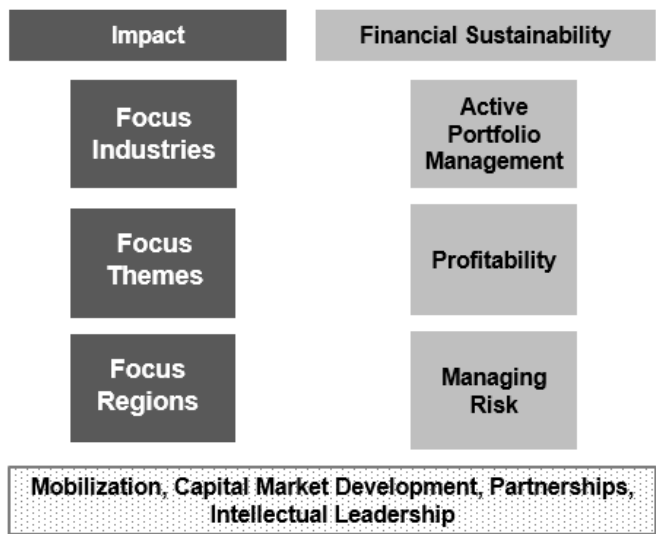 Impact
Financial Sustainability
Focus
Industries
Active
Portfolio
Management
Focus
Themes
Profitability
Focus
Regions
Managing
Risk
Mobilization, Capital Market Development, Partnerships,
Intellectual Leadership